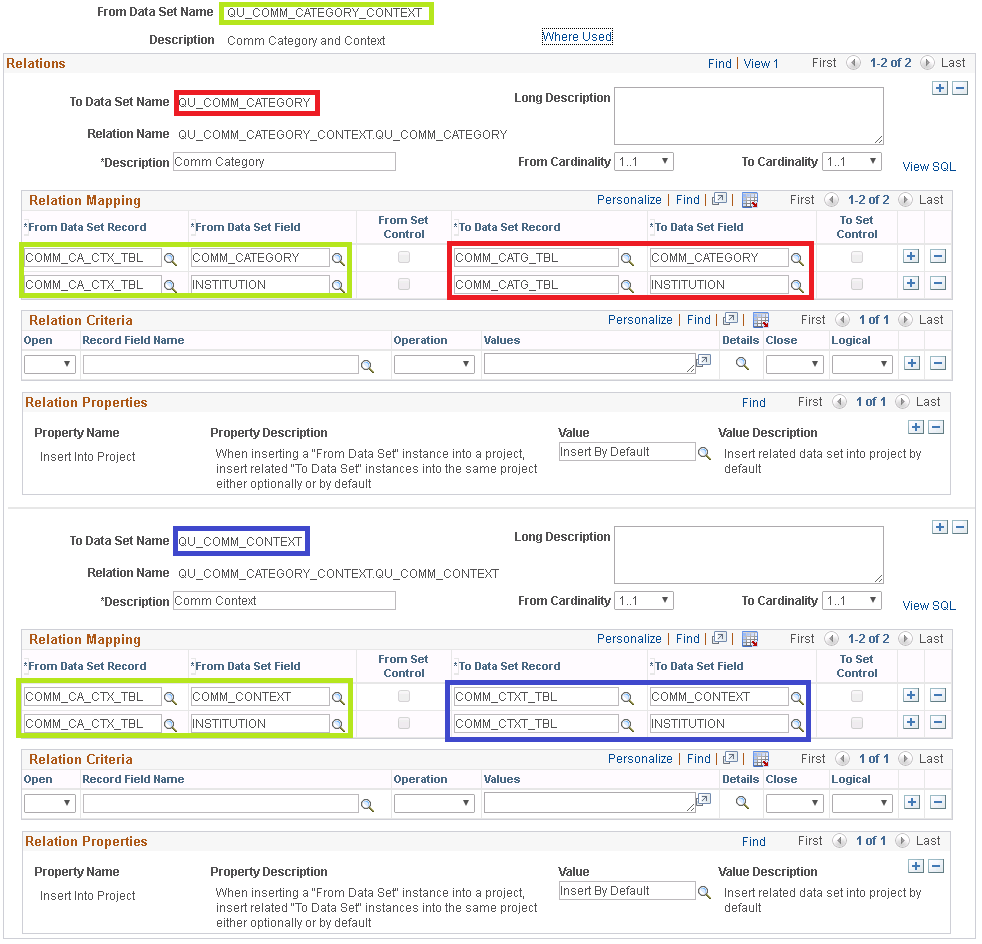 From Data Set Name QU_COMM_CATEGORY_CONTEXT
Description Comm Category and Context Where Used
Relations Find | View 1 First 1-2 of 2 Last
To Data Set Name QU_COMM_CATEGORY Long Description
Relation Name QU_COMM_CATEGORY_CONTEXT.QU_COMM_CATEGORY
*Description Comm Category From Cardinality 1..1 To Cardinality 1..1 View SQL
Relation Mapping Personalize | Find | First 1-2 of 2 Last
*From Data Set Record *From Data Set Field From Set Control *To Data Set Record *To Data Set Field To Set Control
COMM_CA_CTX_TBL COMM_CATEGORY COMM_CATG_TBL COMM_CATEGORY
COMM_CA_CTX_TBL INSTITUTION COMM_CATG_TBL INSTITUTION
Relation Criteria Personalize | Find | First 1 of 1 Last
Open Record Field Name Operation Values Details Close Logical
Relation Properties Find First 1 of 1 Last
Property Name Property Description Value Value Description
Insert Into Project When inserting a "From Data Set" instance into a project, Insert By Default Insert related data set into project by
insert related "To Data Set" instances into the same project default
either optionally or by default
To Data Set Name QU_COMM_CONTEXT Long Description
Relation Name QU_COMM_CATEGORY_CONTEXT.QU_COMM_CONTEXT
*Description Comm Context From Cardinality 1..1 To Cardinality 1..1 View SQL
Relation Mapping Personalize | Find | First 1-2 of 2 Last
*From Data Set Record *From Data Set Field From Set Control *To Data Set Record *To Data Set Field To Set Control
COMM_CA_CTX_TBL COMM_CONTEXT COMM_CTXT_TBL COMM_CONTEXT
COMM_CA_CTX_TBL INSTITUTION COMM_CTXT_TBL INSTITUTION
Relation Criteria Personalize | Find | First 1 of 1 Last
Open Record Field Name Operation Values Details Close Logical
Relation Properties Find First 1 of 1 Last
Property Name Property Description Value Value Description
Insert Into Project When inserting a "From Data Set" instance into a project, Insert By Default Insert related data set into project by
insert related "To Data Set" instances into the same project default
either optionally or by default